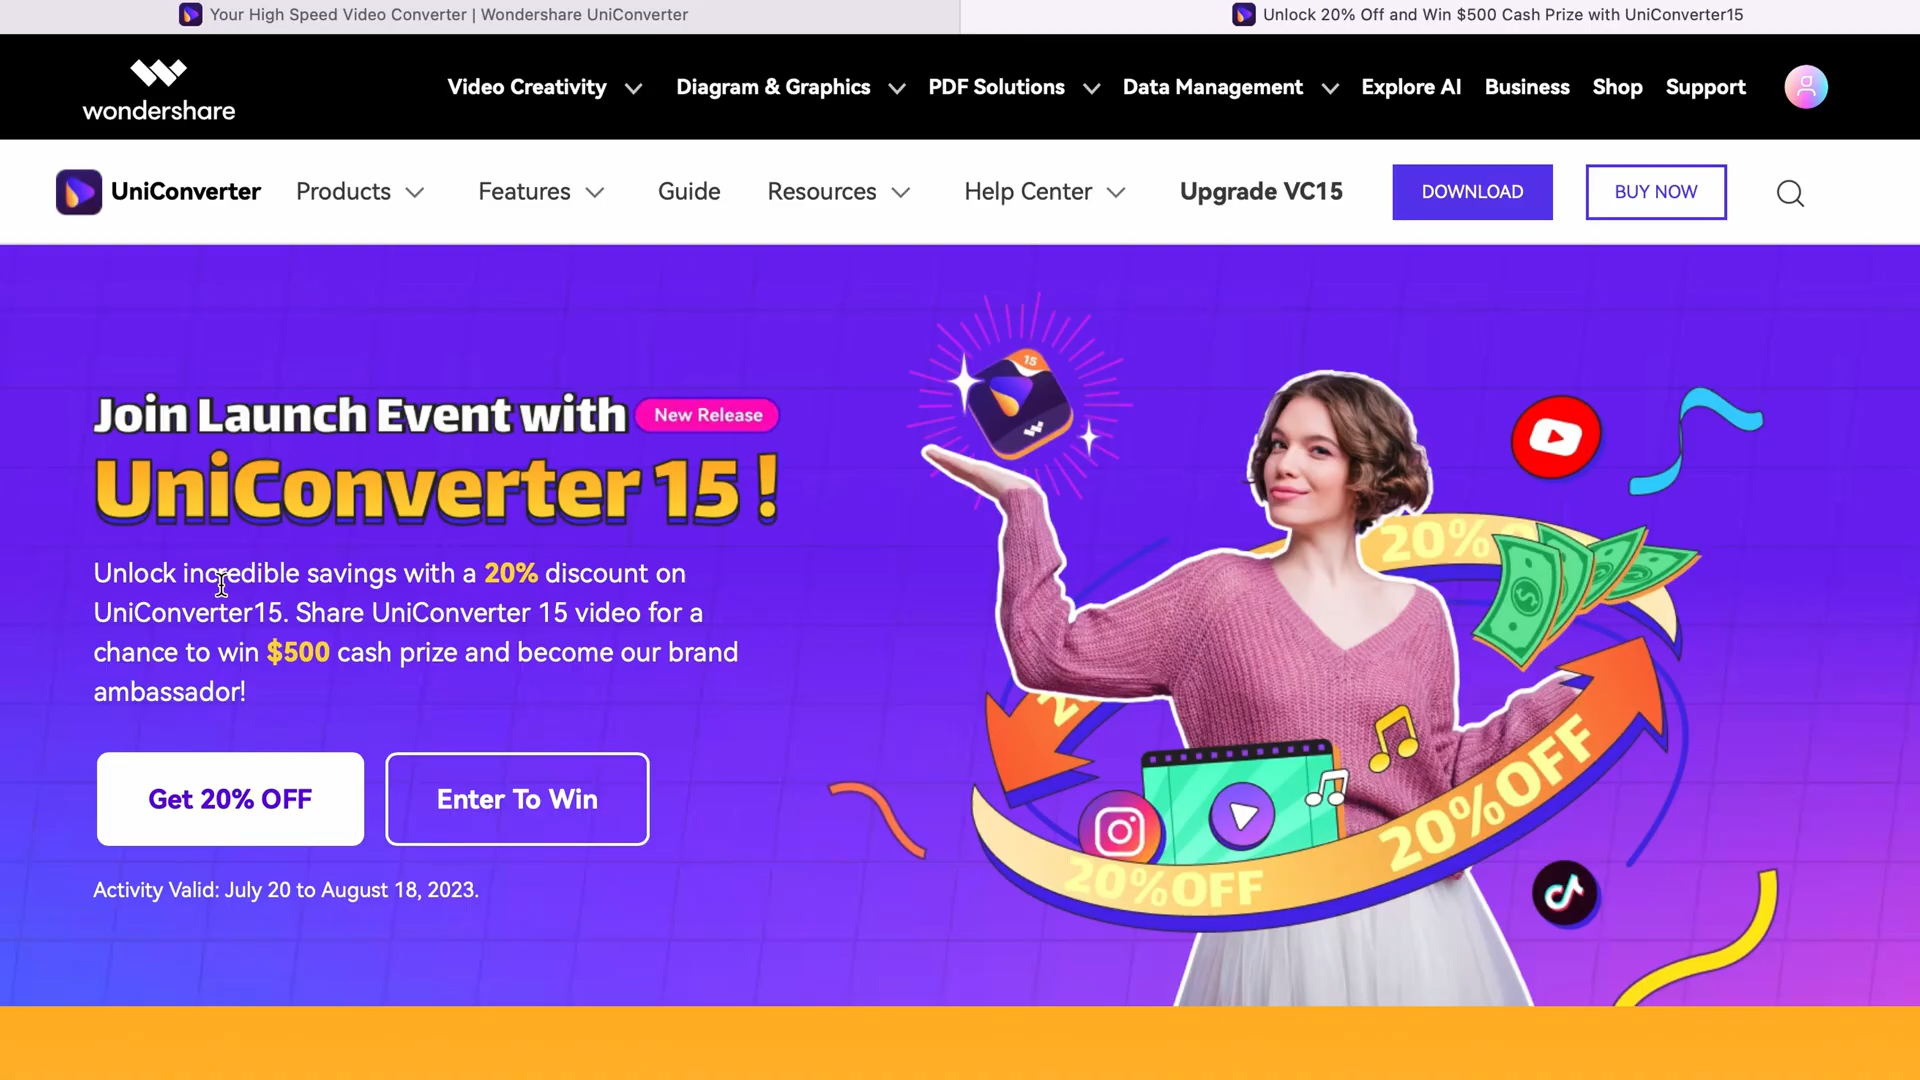 Your High Speed Video Converter | Wondershare UniConverter
Unlock 20% Off and Win $500 Cash Prize with UniConverter15
wondershare
Video Creativity
Diagram & Graphics
PDF Solutions
Data Management
Explore AI
Business
Shop
Support
UniConverter
Products
Features
Guide
Resources
Help Center
Upgrade VC15
DOWNLOAD
BUY NOW
Join Launch Event with
New Release
UniConverter 15 !
Unlock incredible savings with a 20% discount on
UniConverter15. Share UniConverter 15 video for a
chance to win $500 cash prize and become our brand
ambassador!
Get 20% OFF
Enter To Win
Activity Valid: July 20 to August 18, 2023.
15
20%
20%OFF
20%OFF